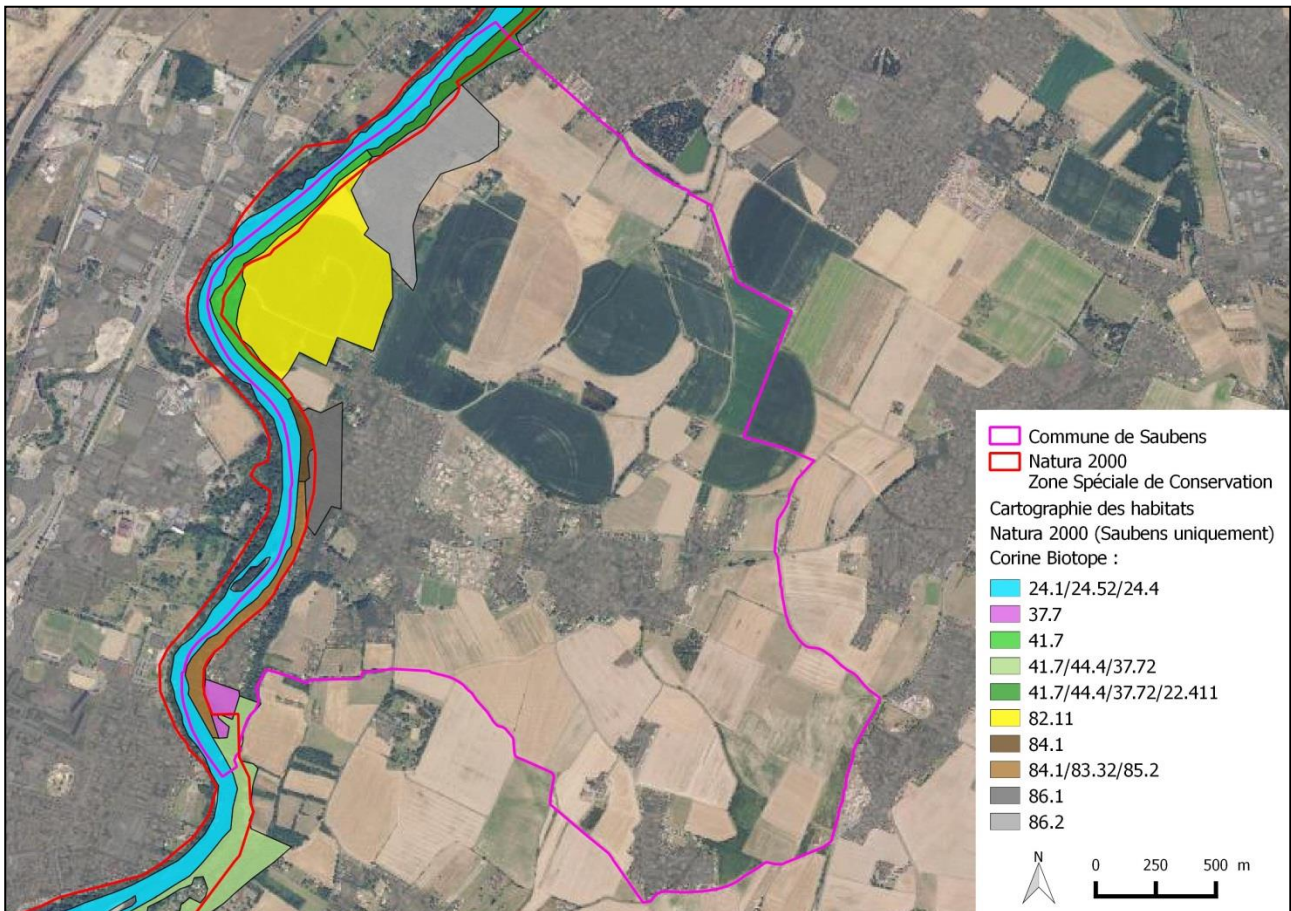 Commune de Saubens
Natura 2000
Zone Spéciale de Conservation
Cartographie des habitats
Natura 2000 (Saubens uniquement)
Corine Biotope :
24.1/24.52/24.4
37.7
41.7
41.7/44.4/37.72
41.7/44.4/37.72/22.411
82.11
84.1
84.1/83.32/85.2
86.1
86.2
N
0 250 500 m